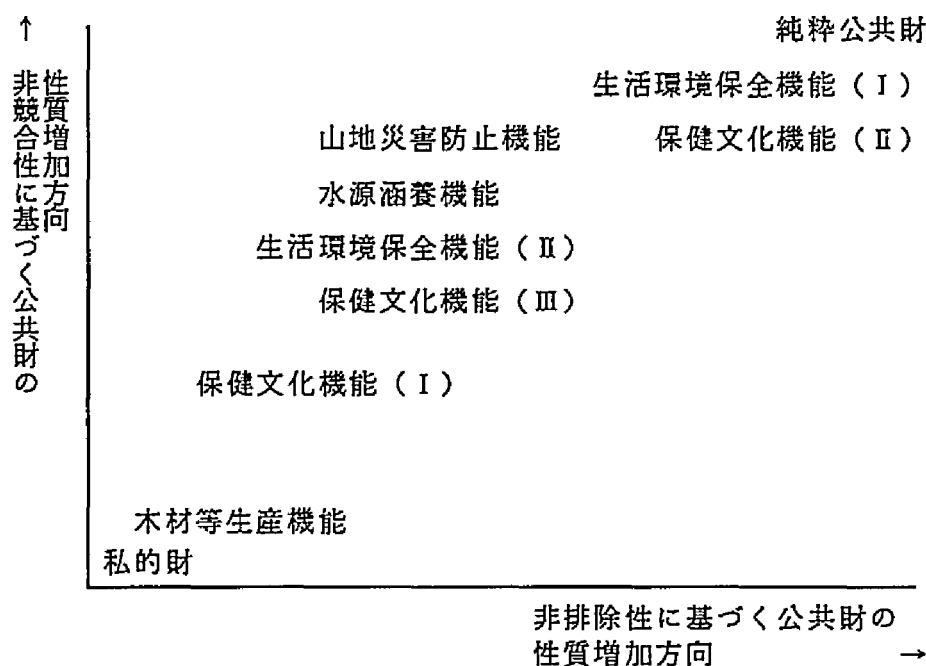 ↑
非競合性に基づく公共財の
性質増加方向
純粋公共財
生活環境保全機能（Ⅰ）
山地災害防止機能　保健文化機能（Ⅱ）
水源涵養機能
生活環境保全機能（Ⅱ）
保健文化機能（Ⅲ）
保健文化機能（Ⅰ）
木材等生産機能
私的財
非排除性に基づく公共財の
性質増加方向　→